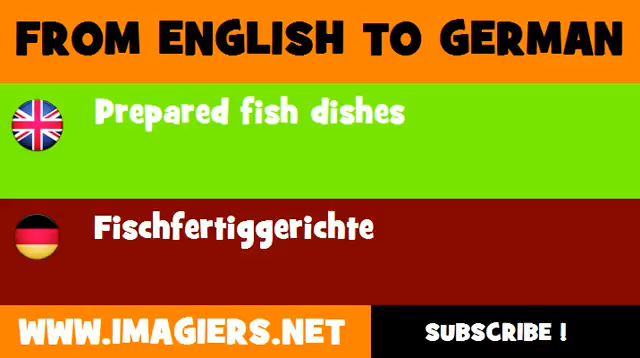 FROM ENGLISH TO GERMAN
Prepared fish dishes
Fischfertiggerichte
WWW.IMAGIERS.NET
SUBSCRIBE !